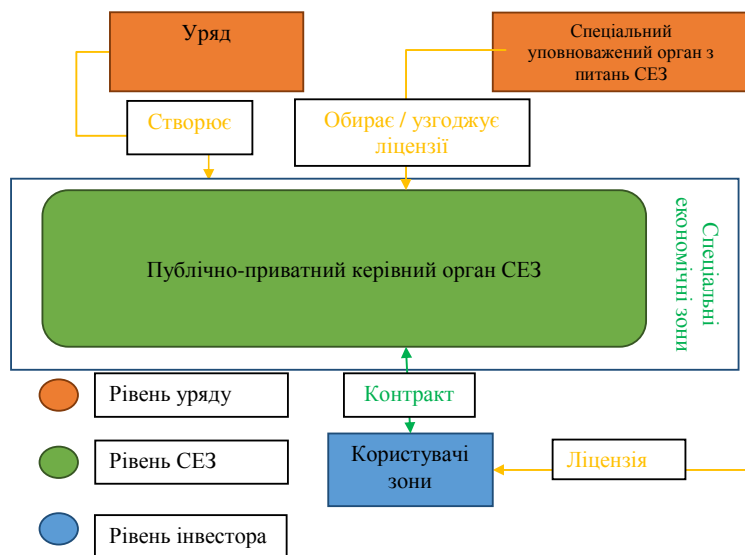 Уряд
Спеціальний
уповноважений орган з
питань СЕЗ
Створює
Обирає / узгоджує
ліцензії
Публічно-приватний керівний орган СЕЗ
Спеціальні
економічні зони
Рівень уряду
Контракт
Рівень СЕЗ
Користувачі
зони
Ліцензія
Рівень інвестора